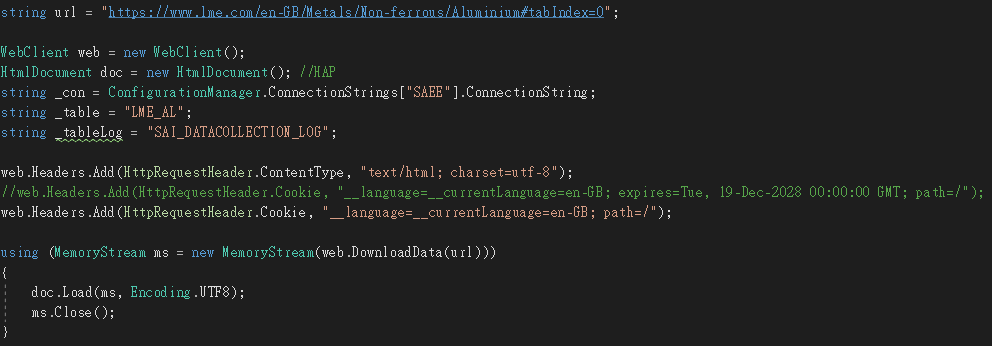 string url = "https://www.lme.com/en-GB/Metals/Non-ferrous/Aluminium#tabIndex=0";
WebClient web = new WebClient();
HtmlDocument doc = new HtmlDocument(); //HAP
string _con = ConfigurationManager.ConnectionStrings["SAEE"].ConnectionString;
string _table = "LME_AL";
string _tableLog = "SAI_DATACOLLECTION_LOG";
web.Headers.Add(HttpRequestHeader.ContentType, "text/html; charset=utf-8");
//web.Headers.Add(HttpRequestHeader.Cookie, "__language=__currentLanguage=en-GB; expires=Tue, 19-Dec-2028 00:00:00 GMT; path=/");
web.Headers.Add(HttpRequestHeader.Cookie, "__language=__currentLanguage=en-GB; path=/");
using (MemoryStream ms = new MemoryStream(web.DownloadData(url)))
{
doc.Load(ms, Encoding.UTF8);
ms.Close();
}